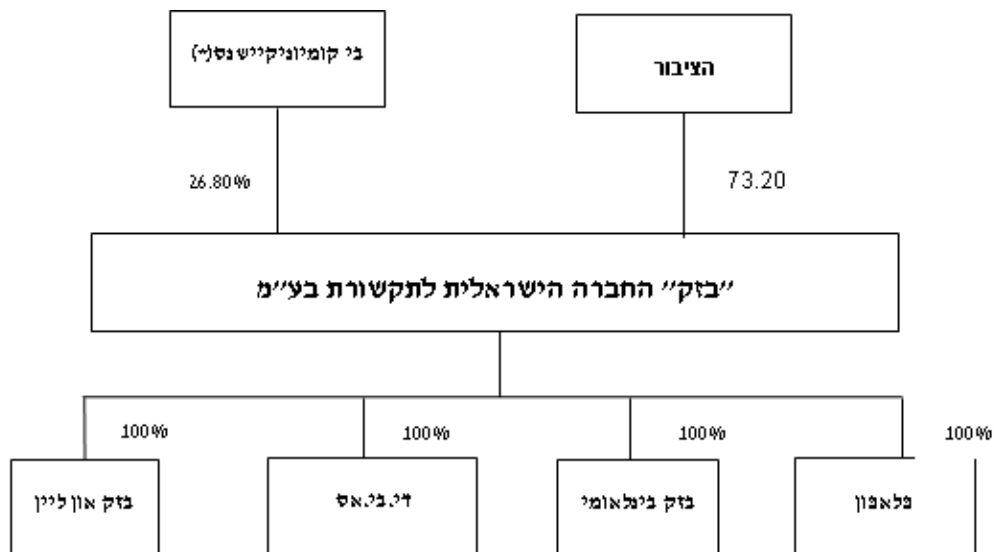 בי קומיוניקיישנס(*)
הציבור
26.80%
73.20
"בזק" החברה הישראלית לתקשורת בע"מ
100%
100%
100%
100%
בזק און ליין
די.בי.אס
בזק בינלאומי
פלאפון